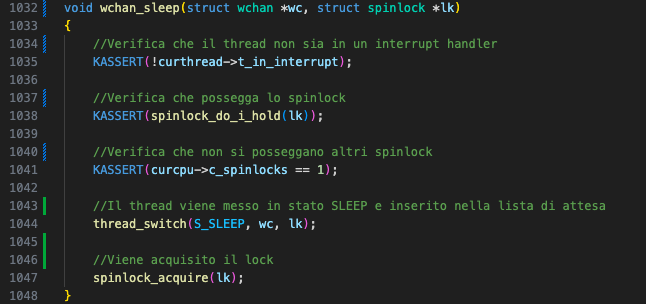 1032 void wchan_sleep(struct wchan *wc, struct spinlock *lk)
1033 {
1034     //Verifica che il thread non sia in un interrupt handler
1035     KASSERT(!curthread->t_in_interrupt);
1036
1037     //Verifica che possegga lo spinlock
1038     KASSERT(spinlock_do_i_hold(lk));
1039
1040     //Verifica che non si posseggano altri spinlock
1041     KASSERT(curcpu->c_spinlocks == 1);
1042
1043     //Il thread viene messo in stato SLEEP e inserito nella lista di attesa
1044     thread_switch(S_SLEEP, wc, lk);
1045
1046     //Viene acquisito il lock
1047     spinlock_acquire(lk);
1048 }